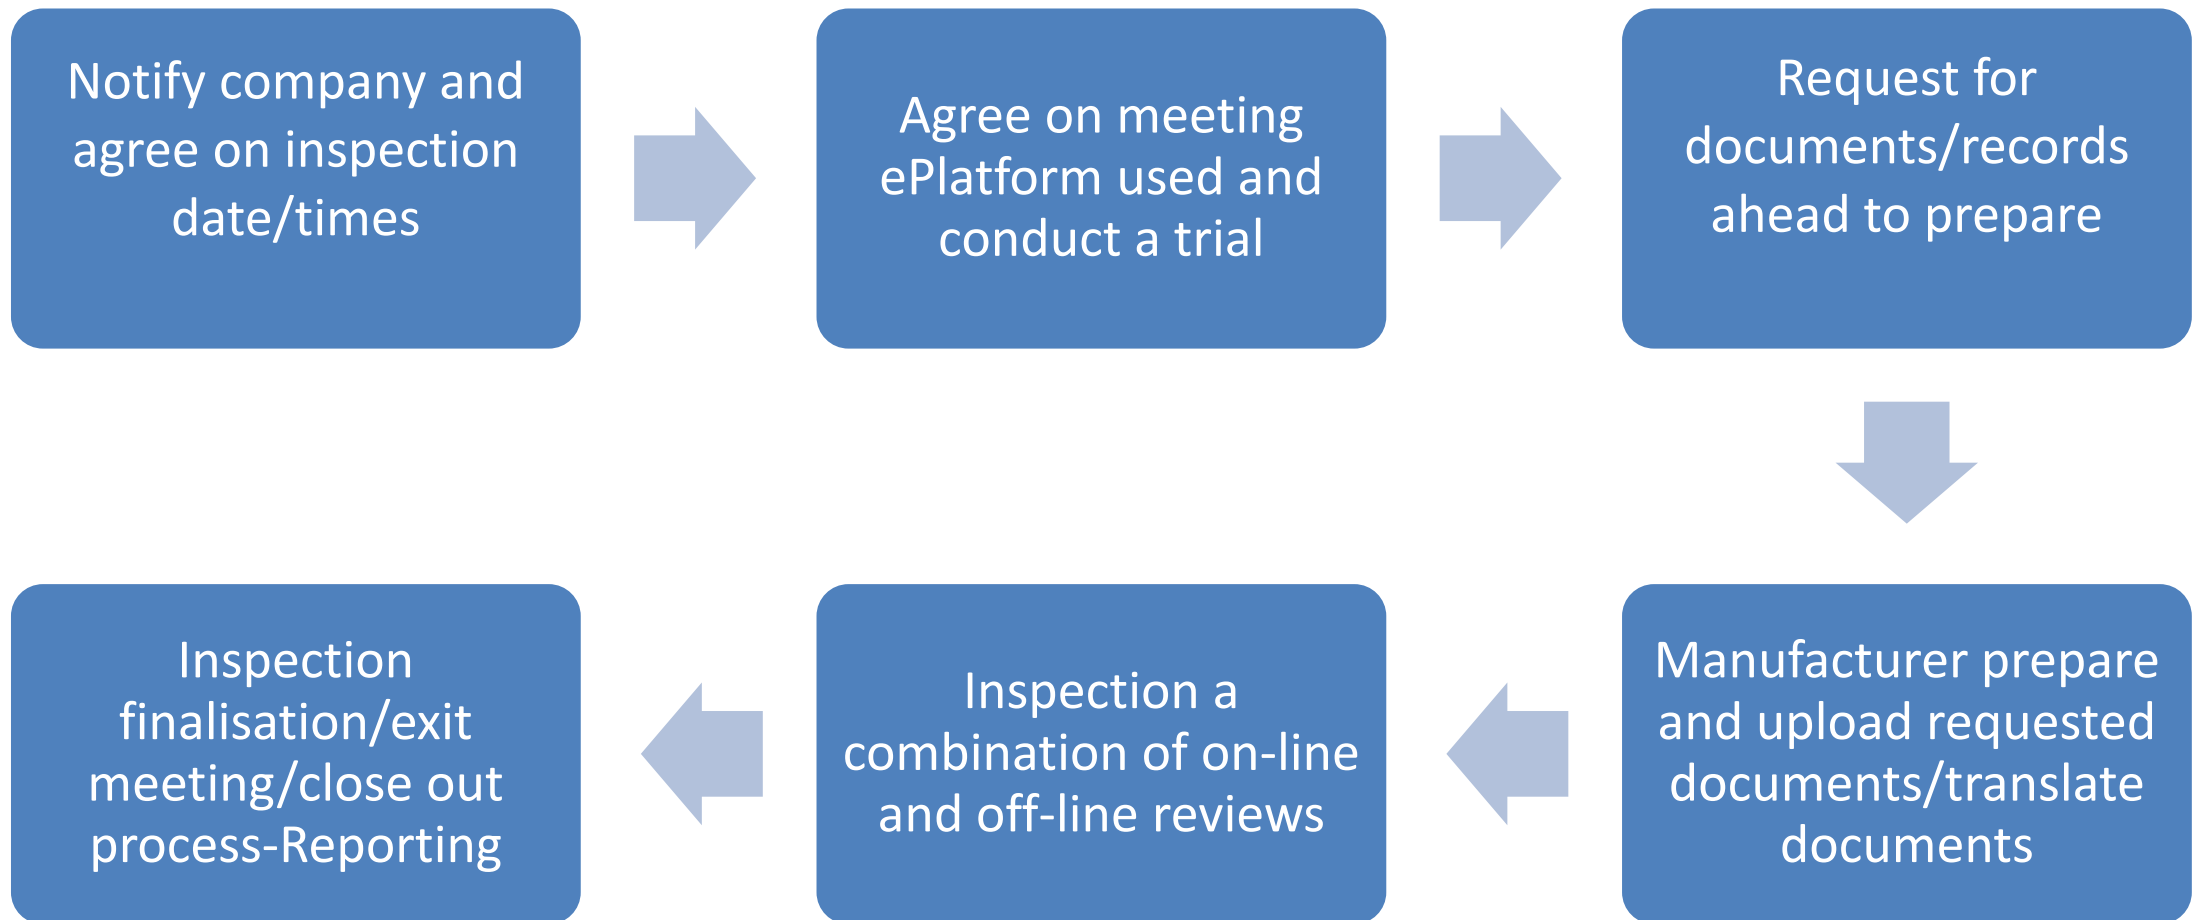 Notify company and
agree on inspection
date/times
Agree on meeting
ePlatform used and
conduct a trial
Request for
documents/records
ahead to prepare
Manufacturer prepare
and upload requested
documents/translate
documents
Inspection a
combination of on-line
and off-line reviews
Inspection
finalisation/exit
meeting/close out
process-Reporting